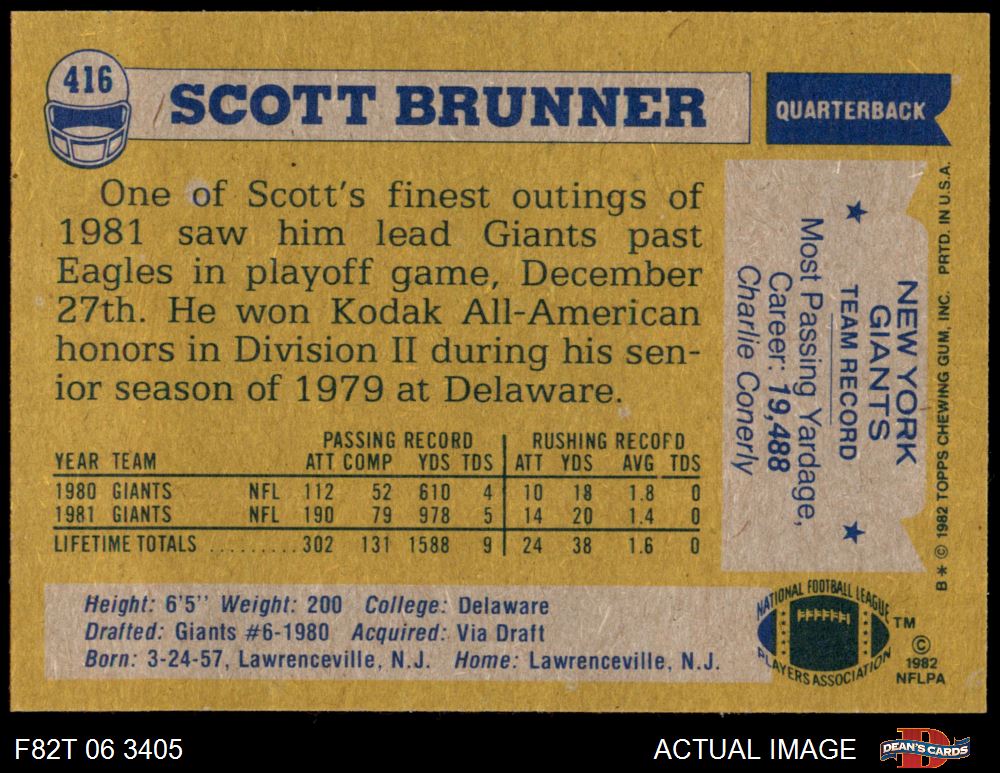 416
SCOTT BRUNNER
QUARTERBACK
One of Scott's finest outings of
1981 saw him lead Giants past
Eagles in playoff game, December
27th. He won Kodak All-American
honors in Division II during his sen-
ior season of 1979 at Delaware.
PASSING RECORD RUSHING RECORD
YEAR TEAM ATT COMP YDS TDS ATT YDS AVG TDS
1980 GIANTS NFL 112 52 610 4 10 18 1.8 0
1981 GIANTS NFL 190 79 978 5 14 20 1.4 0
LIFETIME TOTALS ......... 302 131 1588 9 24 38 1.6 0
Height: 6'5'' Weight: 200 College: Delaware
Drafted: Giants #6-1980 Acquired: Via Draft
Born: 3-24-57, Lawrenceville, N.J. Home: Lawrenceville, N.J.
NEW YORK
GIANTS
★ TEAM RECORD ★
Most Passing Yardage,
Career: 19,488
Charlie Conerly
B* © 1982 TOPPS CHEWING GUM, INC. PRTD. IN U.S.A.
NATIONAL FOOTBALL LEAGUE
PLAYERS ASSOCIATION
TM
©
1982
NFLPA
F82T 06 3405
ACTUAL IMAGE
DEAN'S CARDS